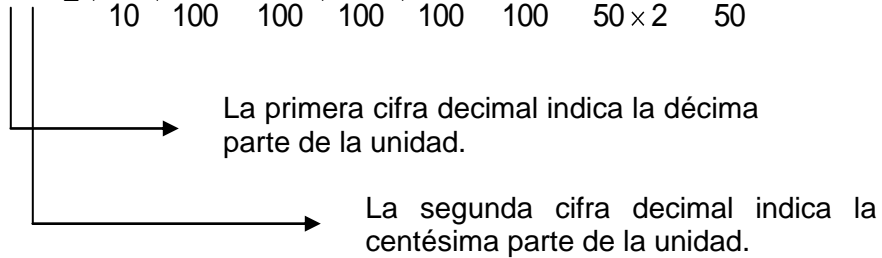 10 100 100 100 100 100 50 × 2 50
La primera cifra decimal indica la décima
parte de la unidad.
La segunda cifra decimal indica la
centésima parte de la unidad.